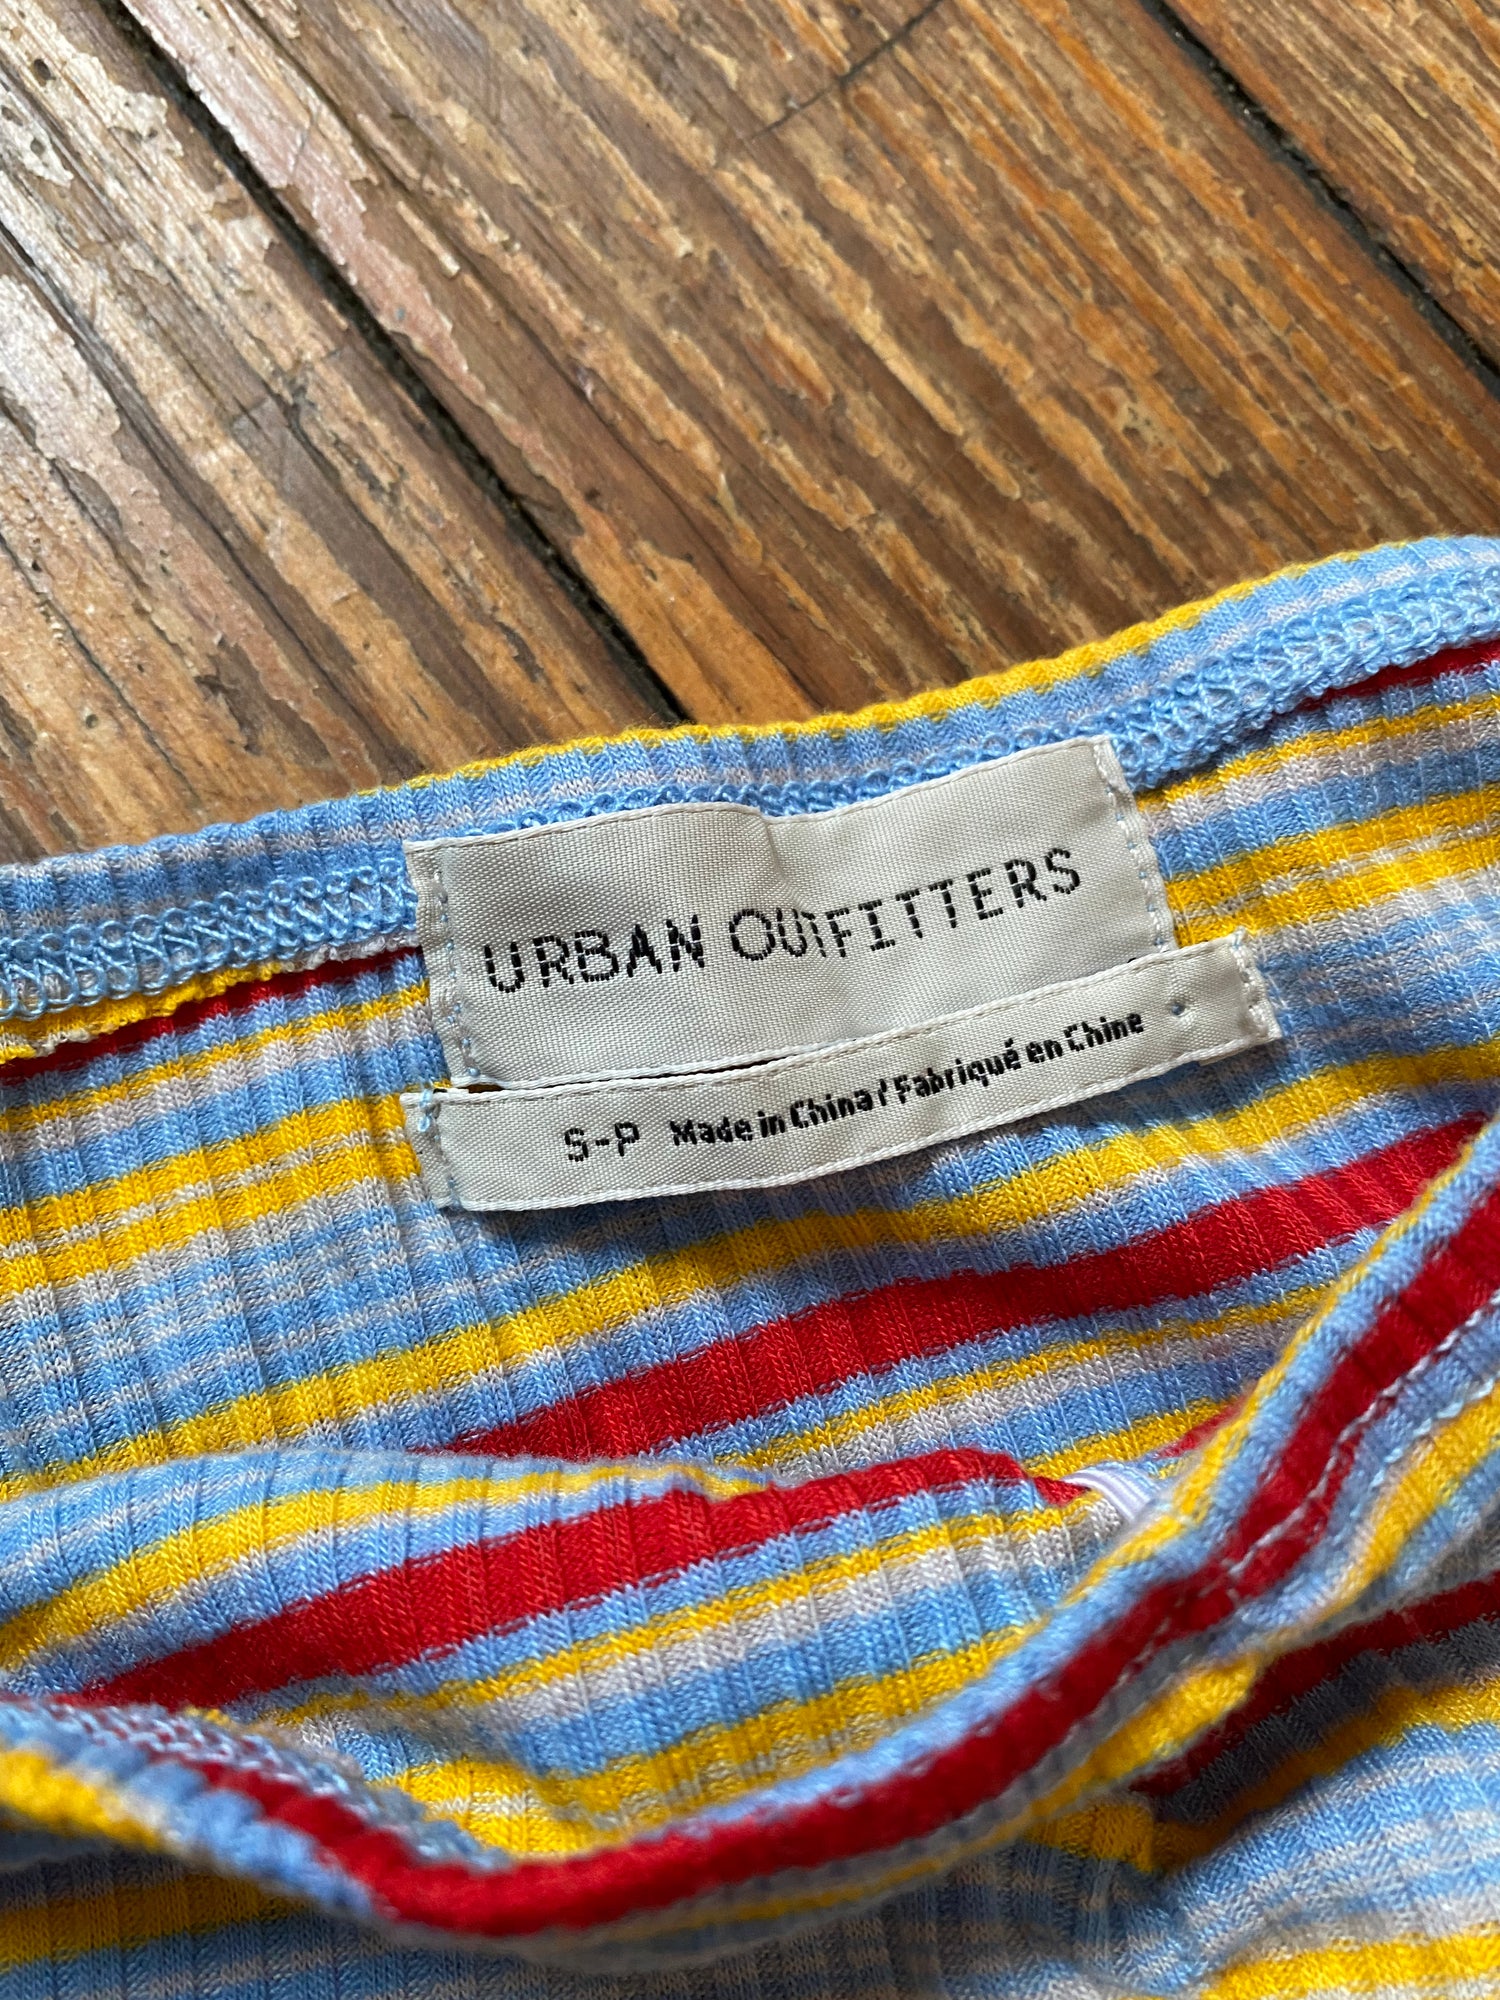 URBAN OUTFITTERS
S-P Made in China / Fabriqué en Chine